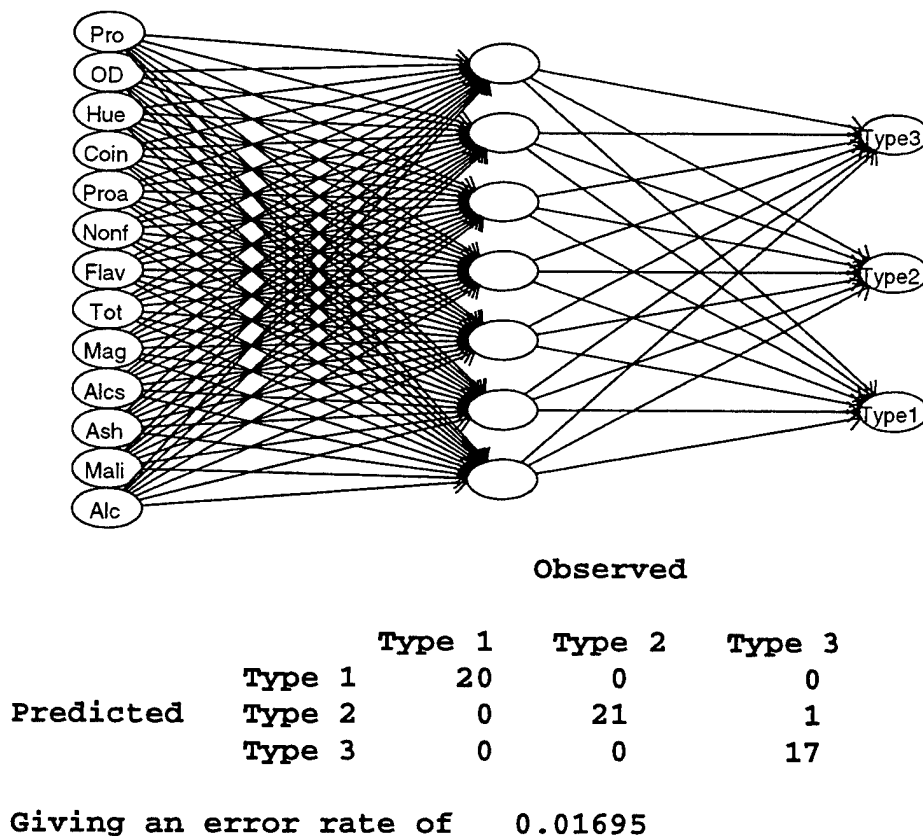 Pro
OD
Hue
Coin
Proa
Nonf
Flav
Tot
Mag
Alcs
Ash
Mali
Alc
Type3
Type2
Type1
Observed
Type 1 Type 2 Type 3
Type 1 20 0 0
Predicted Type 2 0 21 1
Type 3 0 0 17
Giving an error rate of 0.01695